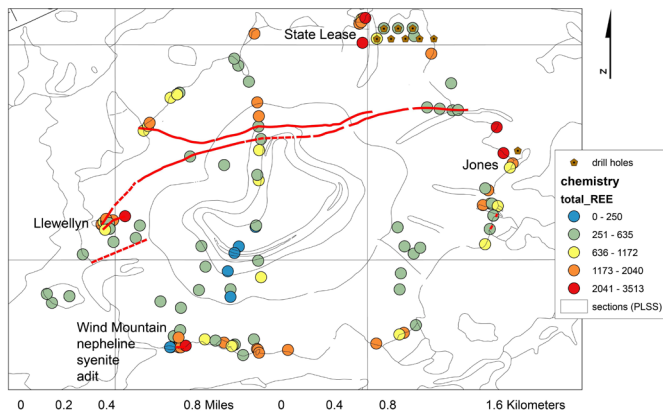 State Lease
N
Jones
drill holes
chemistry
total_REE
0 - 250
251 - 635
636 - 1172
1173 - 2040
2041 - 3513
sections (PLSS)
Llewellyn
Wind Mountain
nepheline
syenite
adit
0 0.2 0.4 0.8 Miles 0 0.4 0.8 1.6 Kilometers